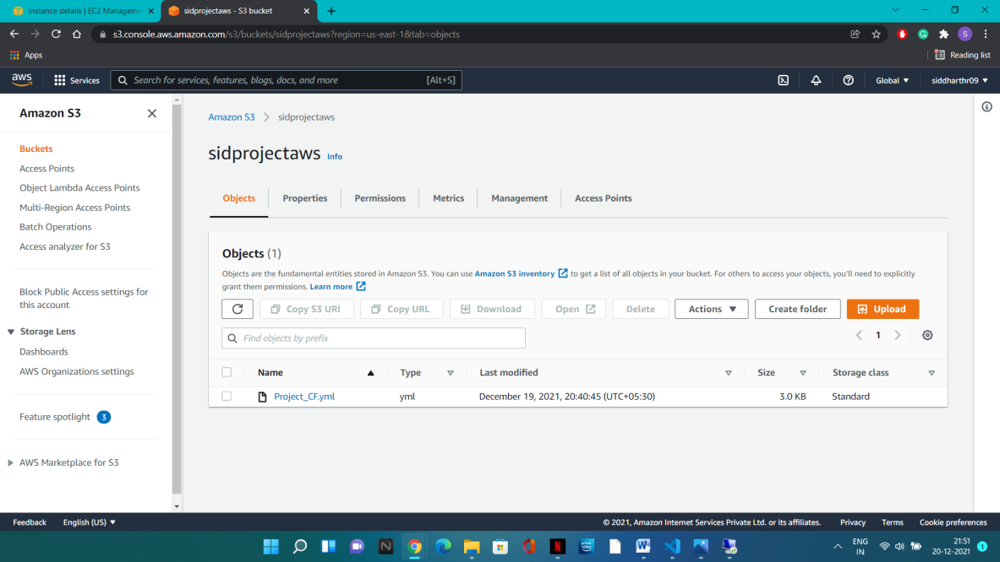 Instance details | EC2 Manageme
sidprojectaws - S3 bucket
s3.console.aws.amazon.com/s3/buckets/sidprojectaws?region=us-east-1&tab=objects
S
Apps
Reading list
aws
Services
Search for services, features, blogs, docs, and more
[Alt+S]
Global
siddharthr09
Amazon S3
Buckets
Access Points
Object Lambda Access Points
Multi-Region Access Points
Batch Operations
Access analyzer for S3
Block Public Access settings for
this account
Storage Lens
Dashboards
AWS Organizations settings
Feature spotlight 3
AWS Marketplace for S3
Amazon S3 > sidprojectaws
sidprojectaws Info
Objects
Properties
Permissions
Metrics
Management
Access Points
Objects (1)
Objects are the fundamental entities stored in Amazon S3. You can use Amazon S3 inventory to get a list of all objects in your bucket. For others to access your objects, you'll need to explicitly
grant them permissions. Learn more
Copy S3 URI
Copy URL
Download
Open
Delete
Actions
Create folder
Upload
Find objects by prefix
1
Name
Type
Last modified
Size
Storage class
Project_CF.yml
yml
December 19, 2021, 20:40:45 (UTC+05:30)
3.0 KB
Standard
Feedback
English (US)
© 2021, Amazon Internet Services Private Ltd. or its affiliates.
Privacy
Terms
Cookie preferences
prime video
ENG
IN
21:51
20-12-2021
1